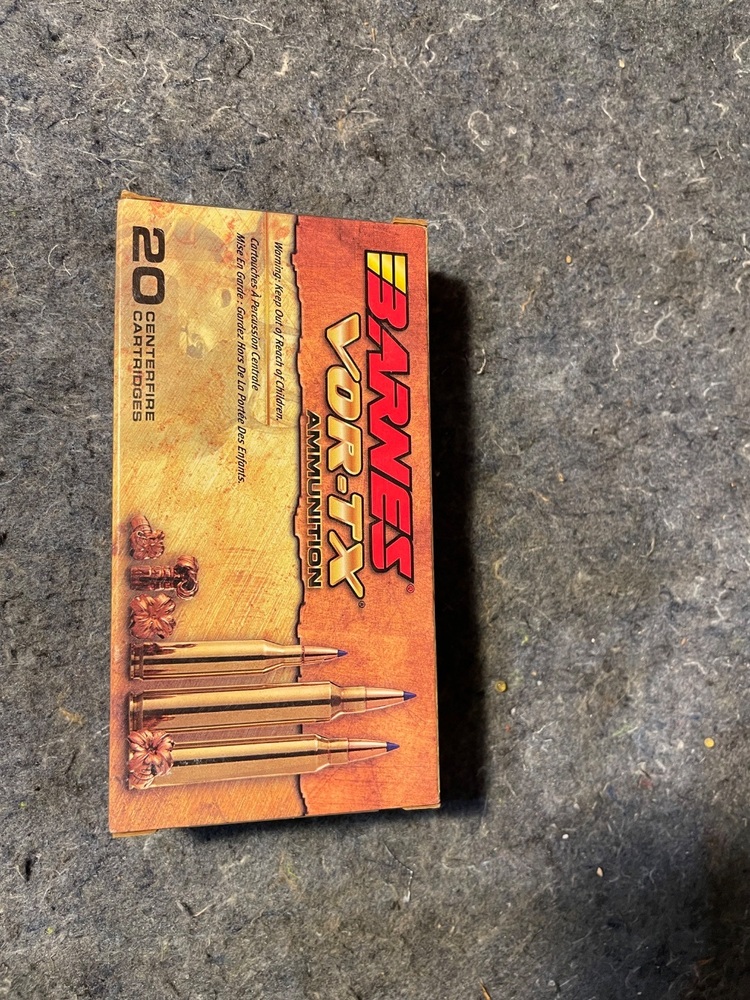 BARNES®
VOR-TX®
AMMUNITION
Warning: Keep Out of Reach of Children.
Cartouches À Percussion Centrale
Mise En Garde : Gardez Hors De La Portée Des Enfants.
20 CENTERFIRE
CARTRIDGES